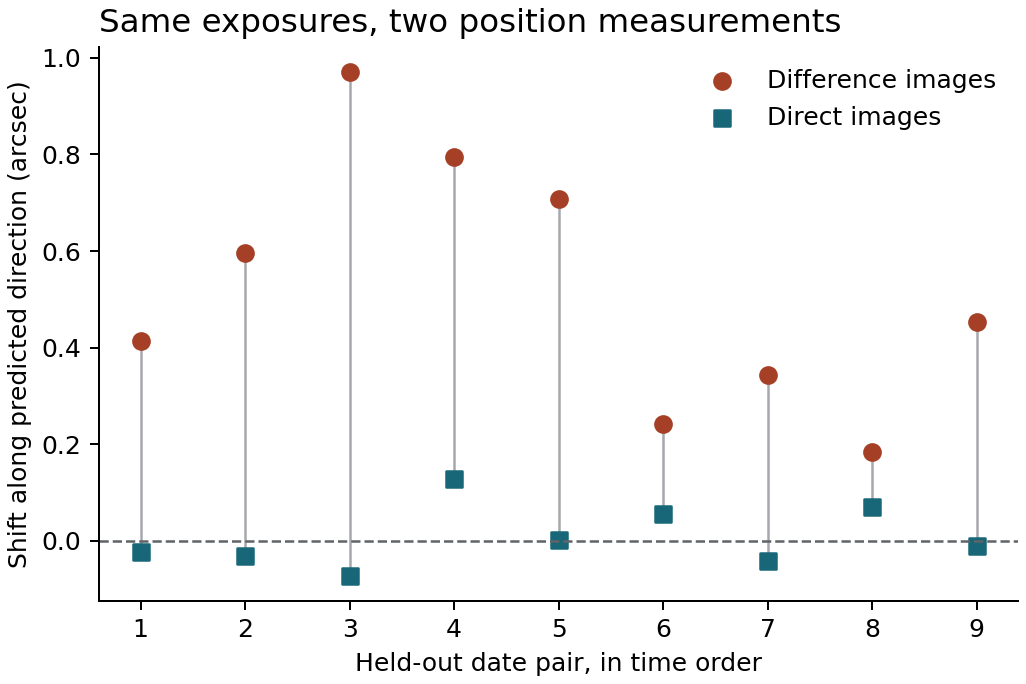 Same exposures, two position measurements
Difference images
Direct images
Shift along predicted direction (arcsec)
1.0
0.8
0.6
0.4
0.2
0.0
1 2 3 4 5 6 7 8 9
Held-out date pair, in time order